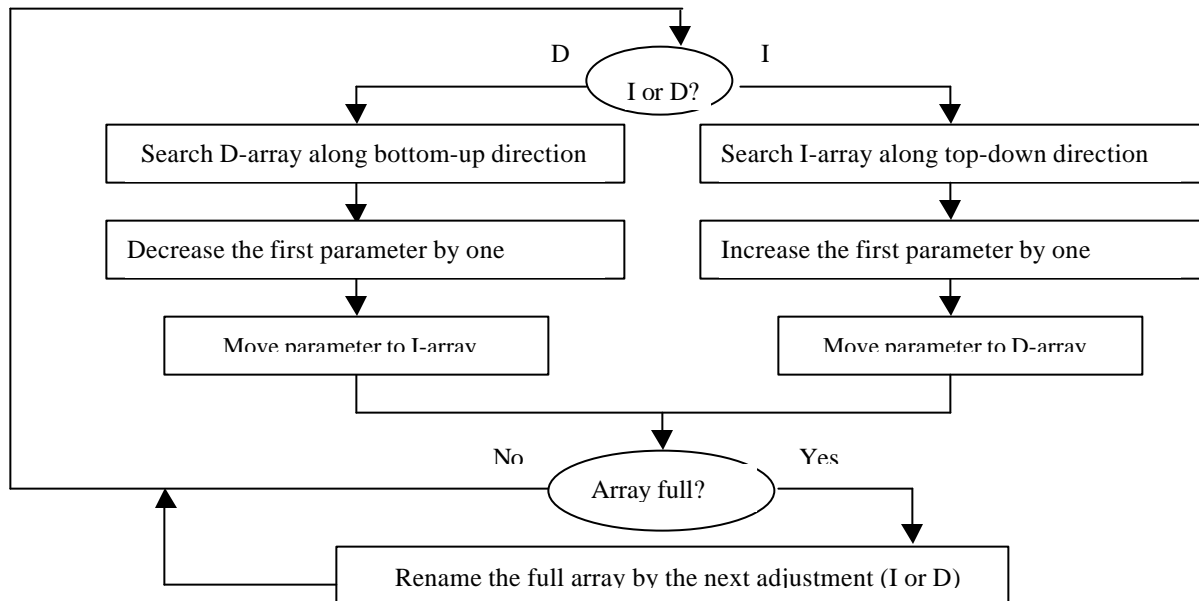 D
I
I or D?
Search D-array along bottom-up direction
Search I-array along top-down direction
Decrease the first parameter by one
Increase the first parameter by one
Move parameter to I-array
Move parameter to D-array
No
Yes
Array full?
Rename the full array by the next adjustment (I or D)